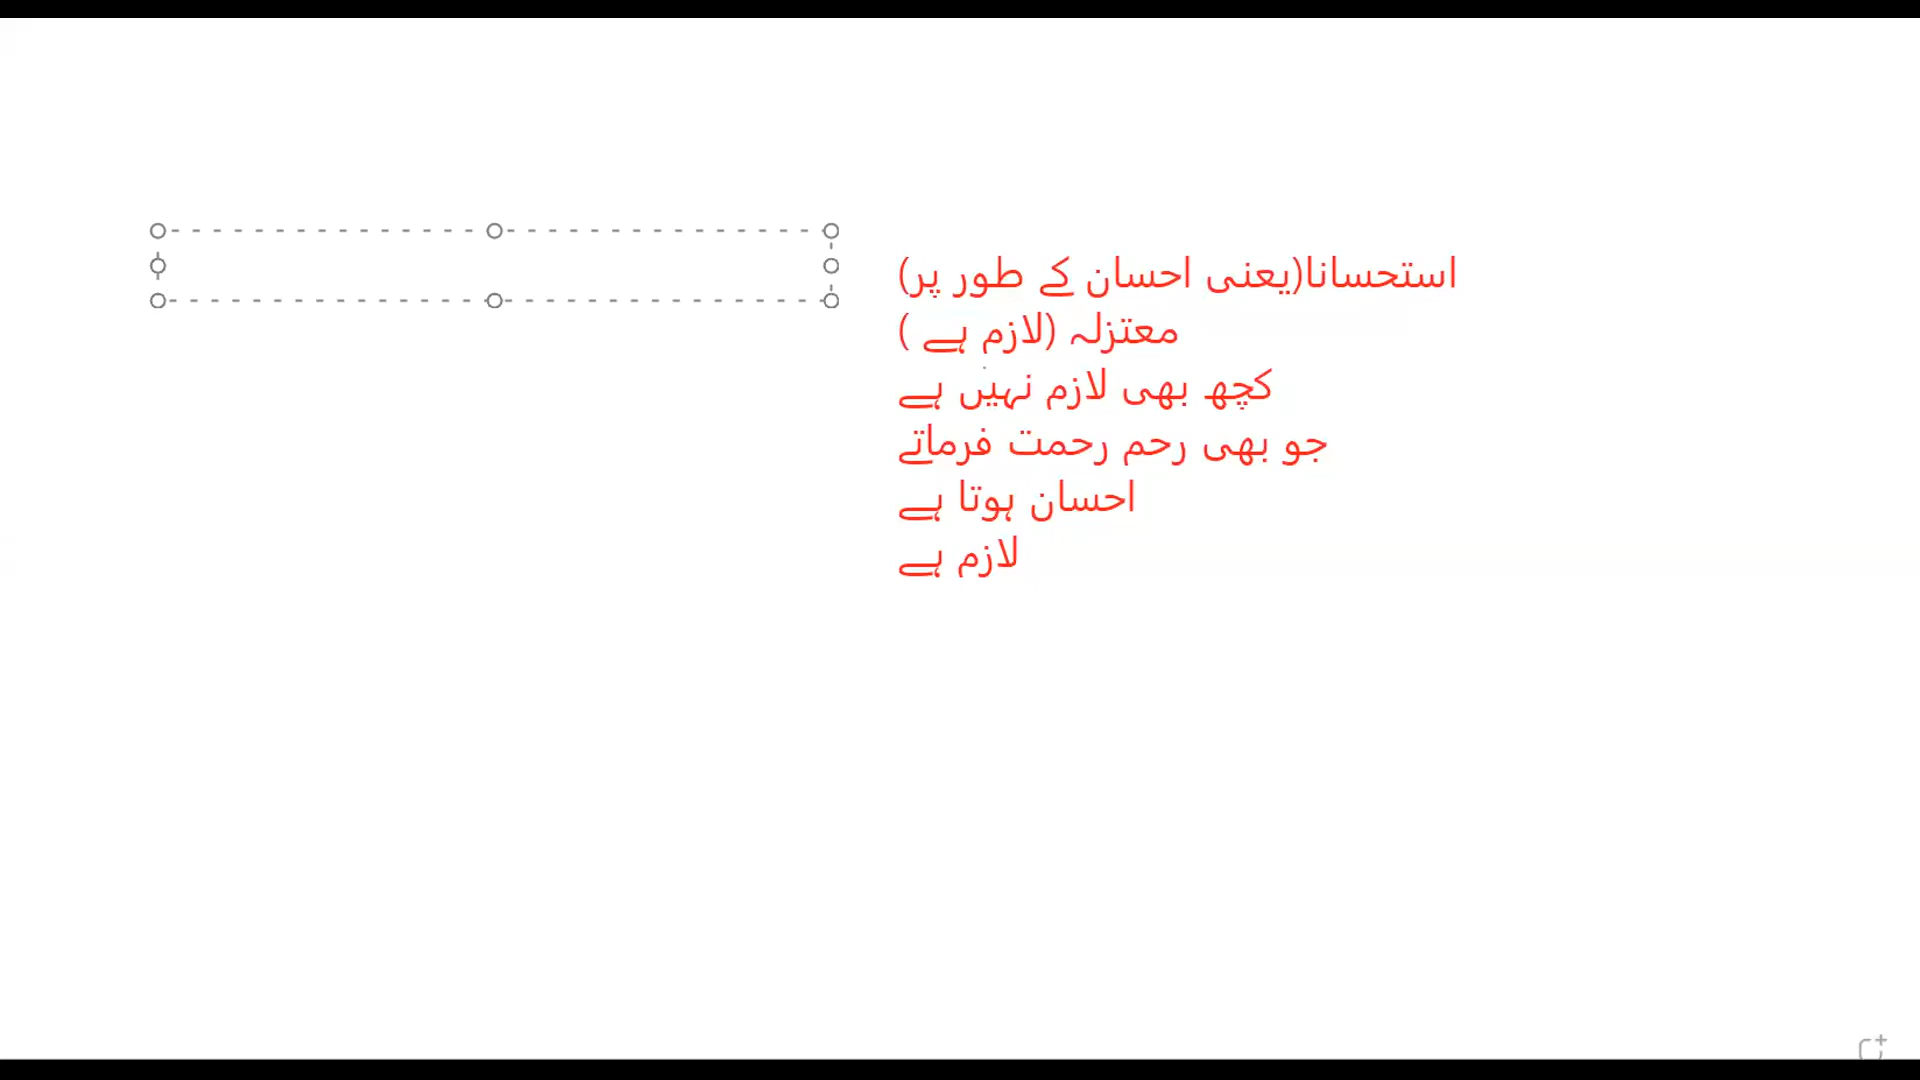 استحسانا(یعنی احسان کے طور پر)
معتزلہ (لازم ہے )
کچھ بھی لازم نہیں ہے
جو بھی رحم رحمت فرماتے
احسان ہوتا ہے
لازم ہے